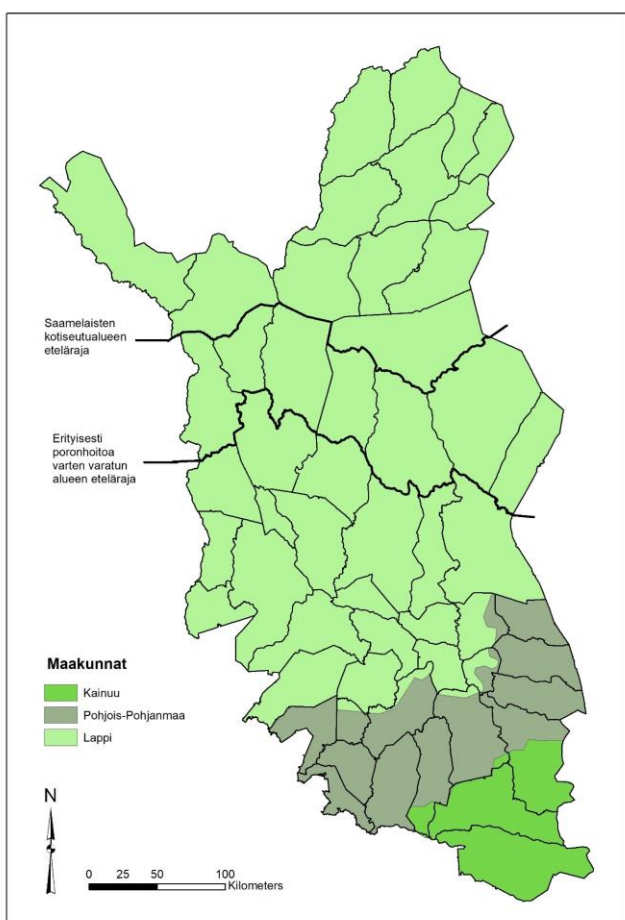 Saamelaisten
kotiseutualueen
eteläraja
Erityisesti
poronhoitoa
varten varatun
alueen eteläraja
Maakunnat
Kainuu
Pohjois-Pohjanmaa
Lappi
N
0 25 50 100
Kilometers